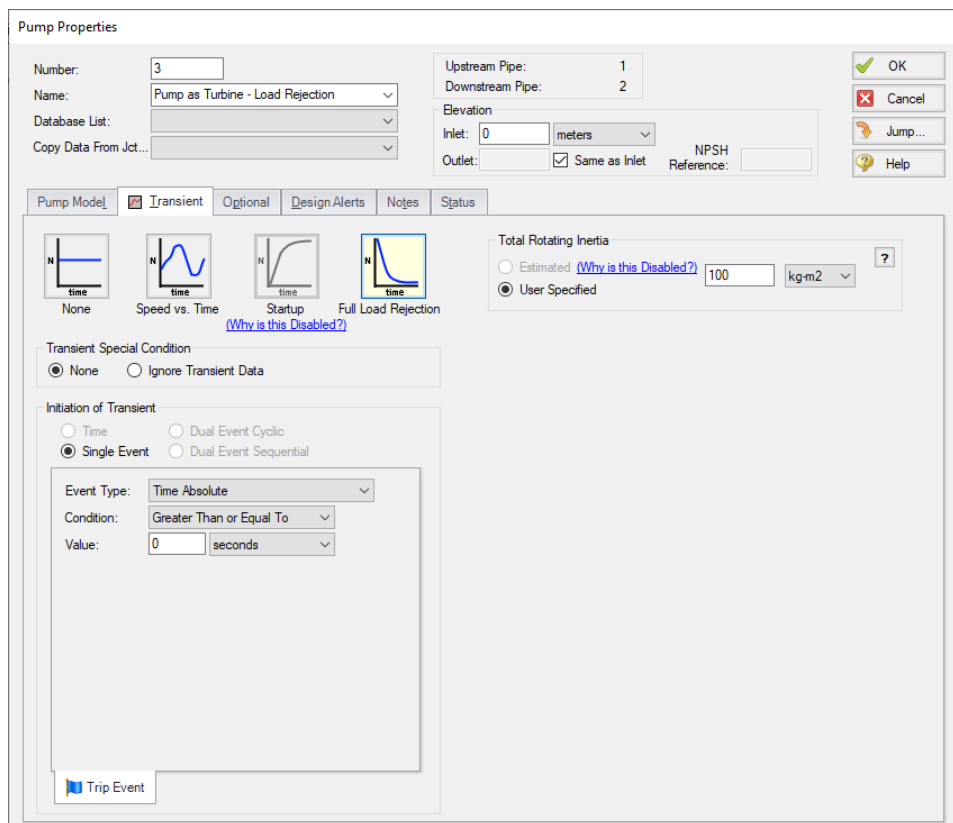 Pump Properties
Number: 3
Name: Pump as Turbine - Load Rejection
Database List:
Copy Data From Jct...
Upstream Pipe: 1
Downstream Pipe: 2
Elevation
Inlet: 0 meters
Outlet: Same as Inlet
NPSH
Reference:
OK
Cancel
Jump...
Help
Pump Model Transient Optional Design Alerts Notes Status
N time N time N time N time
None Speed vs. Time Startup Full Load Rejection
(Why is this Disabled?)
Total Rotating Inertia
Estimated (Why is this Disabled?) 100 kg-m2
User Specified
?
Transient Special Condition
None Ignore Transient Data
Initiation of Transient
Time Dual Event Cyclic
Single Event Dual Event Sequential
Event Type: Time Absolute
Condition: Greater Than or Equal To
Value: 0 seconds
Trip Event